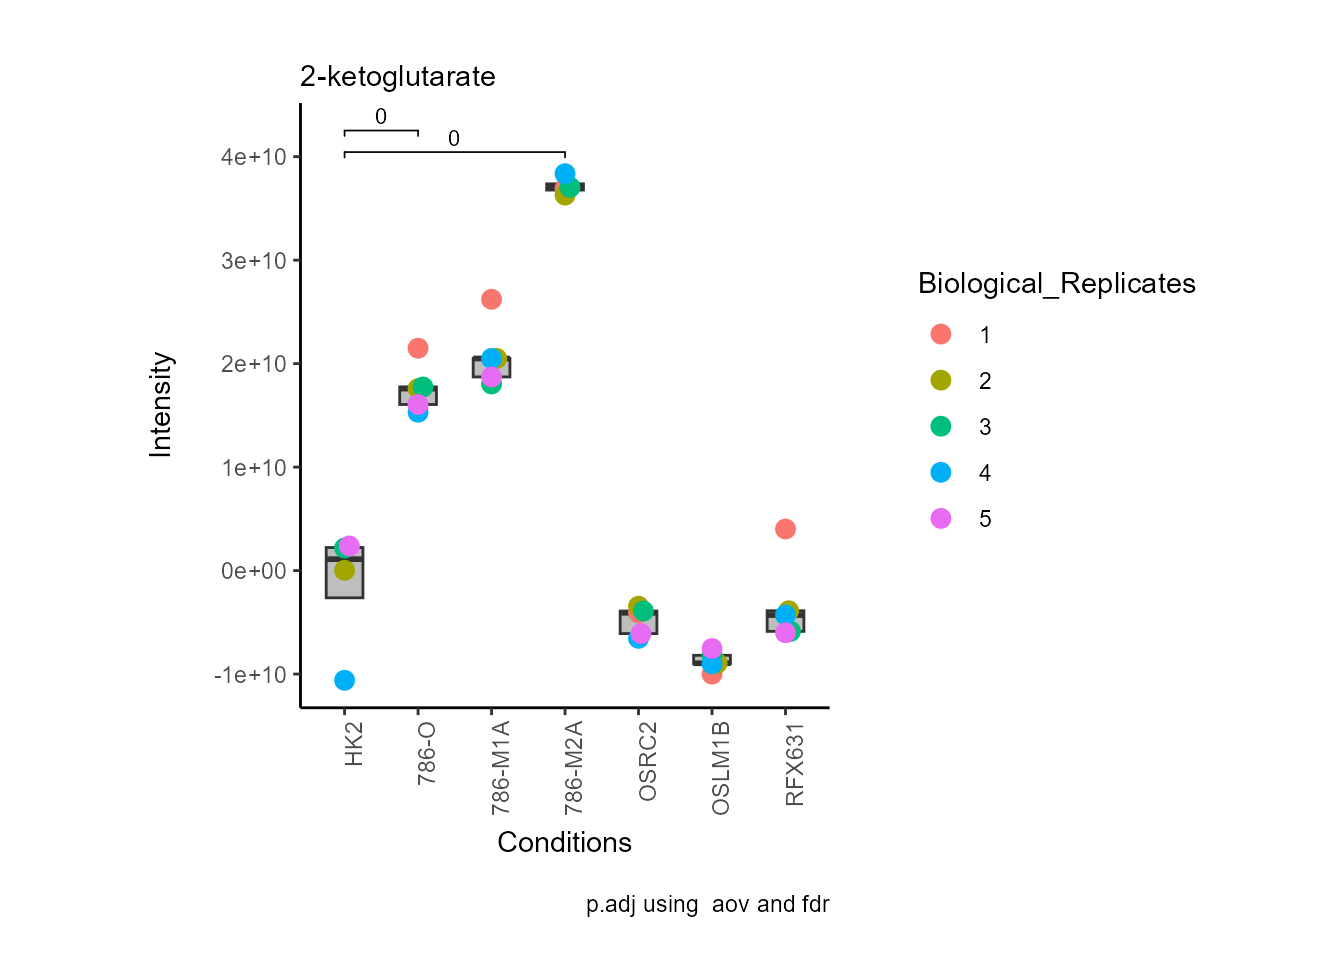 2-ketoglutarate
0
0
4e+10
3e+10
2e+10
1e+10
0e+00
-1e+10
Intensity
HK2
786-O
786-M1A
786-M2A
OSRC2
OSLM1B
RFX631
Conditions
p.adj using  aov and fdr
Biological_Replicates
1
2
3
4
5